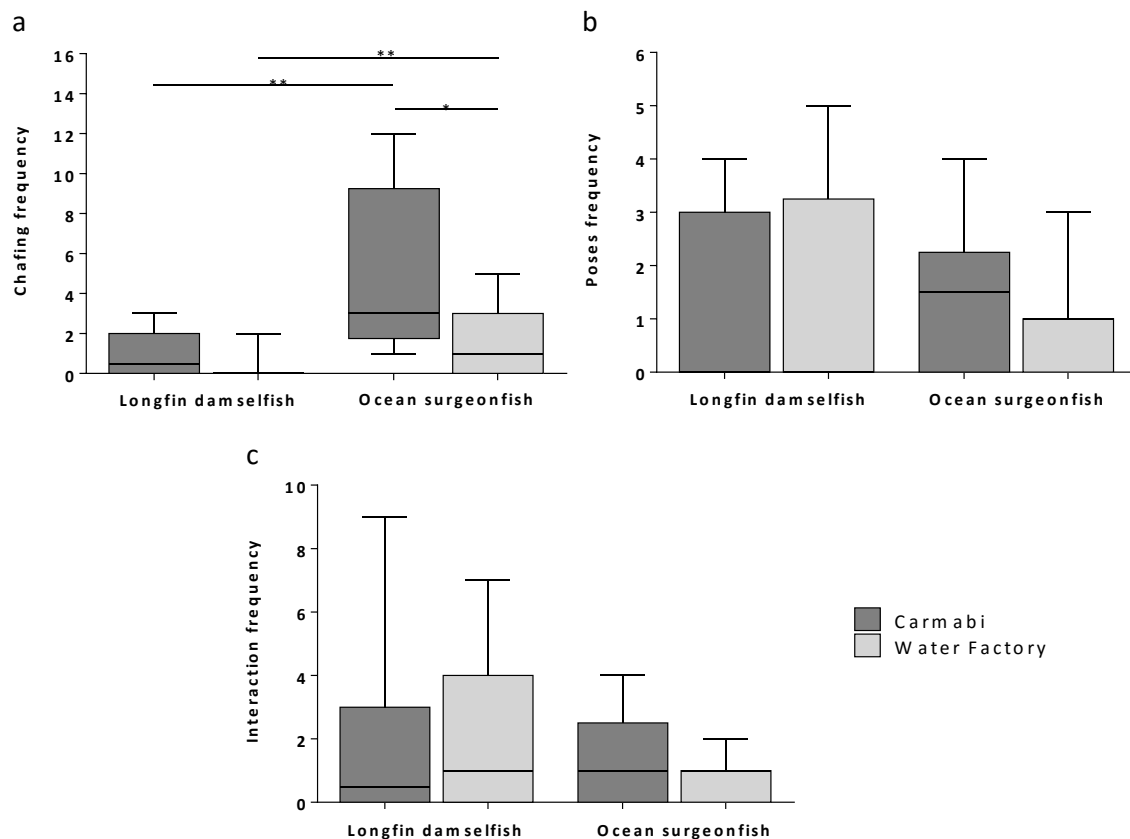 a
Chafing frequency
16
14
12
10
8
6
4
2
0
**
**
*
Longfin damselfish
Ocean surgeonfish
b
Poses frequency
6
5
4
3
2
1
0
Longfin damselfish
Ocean surgeonfish
c
Interaction frequency
10
8
6
4
2
0
Longfin damselfish
Ocean surgeonfish
Carmabi
Water Factory